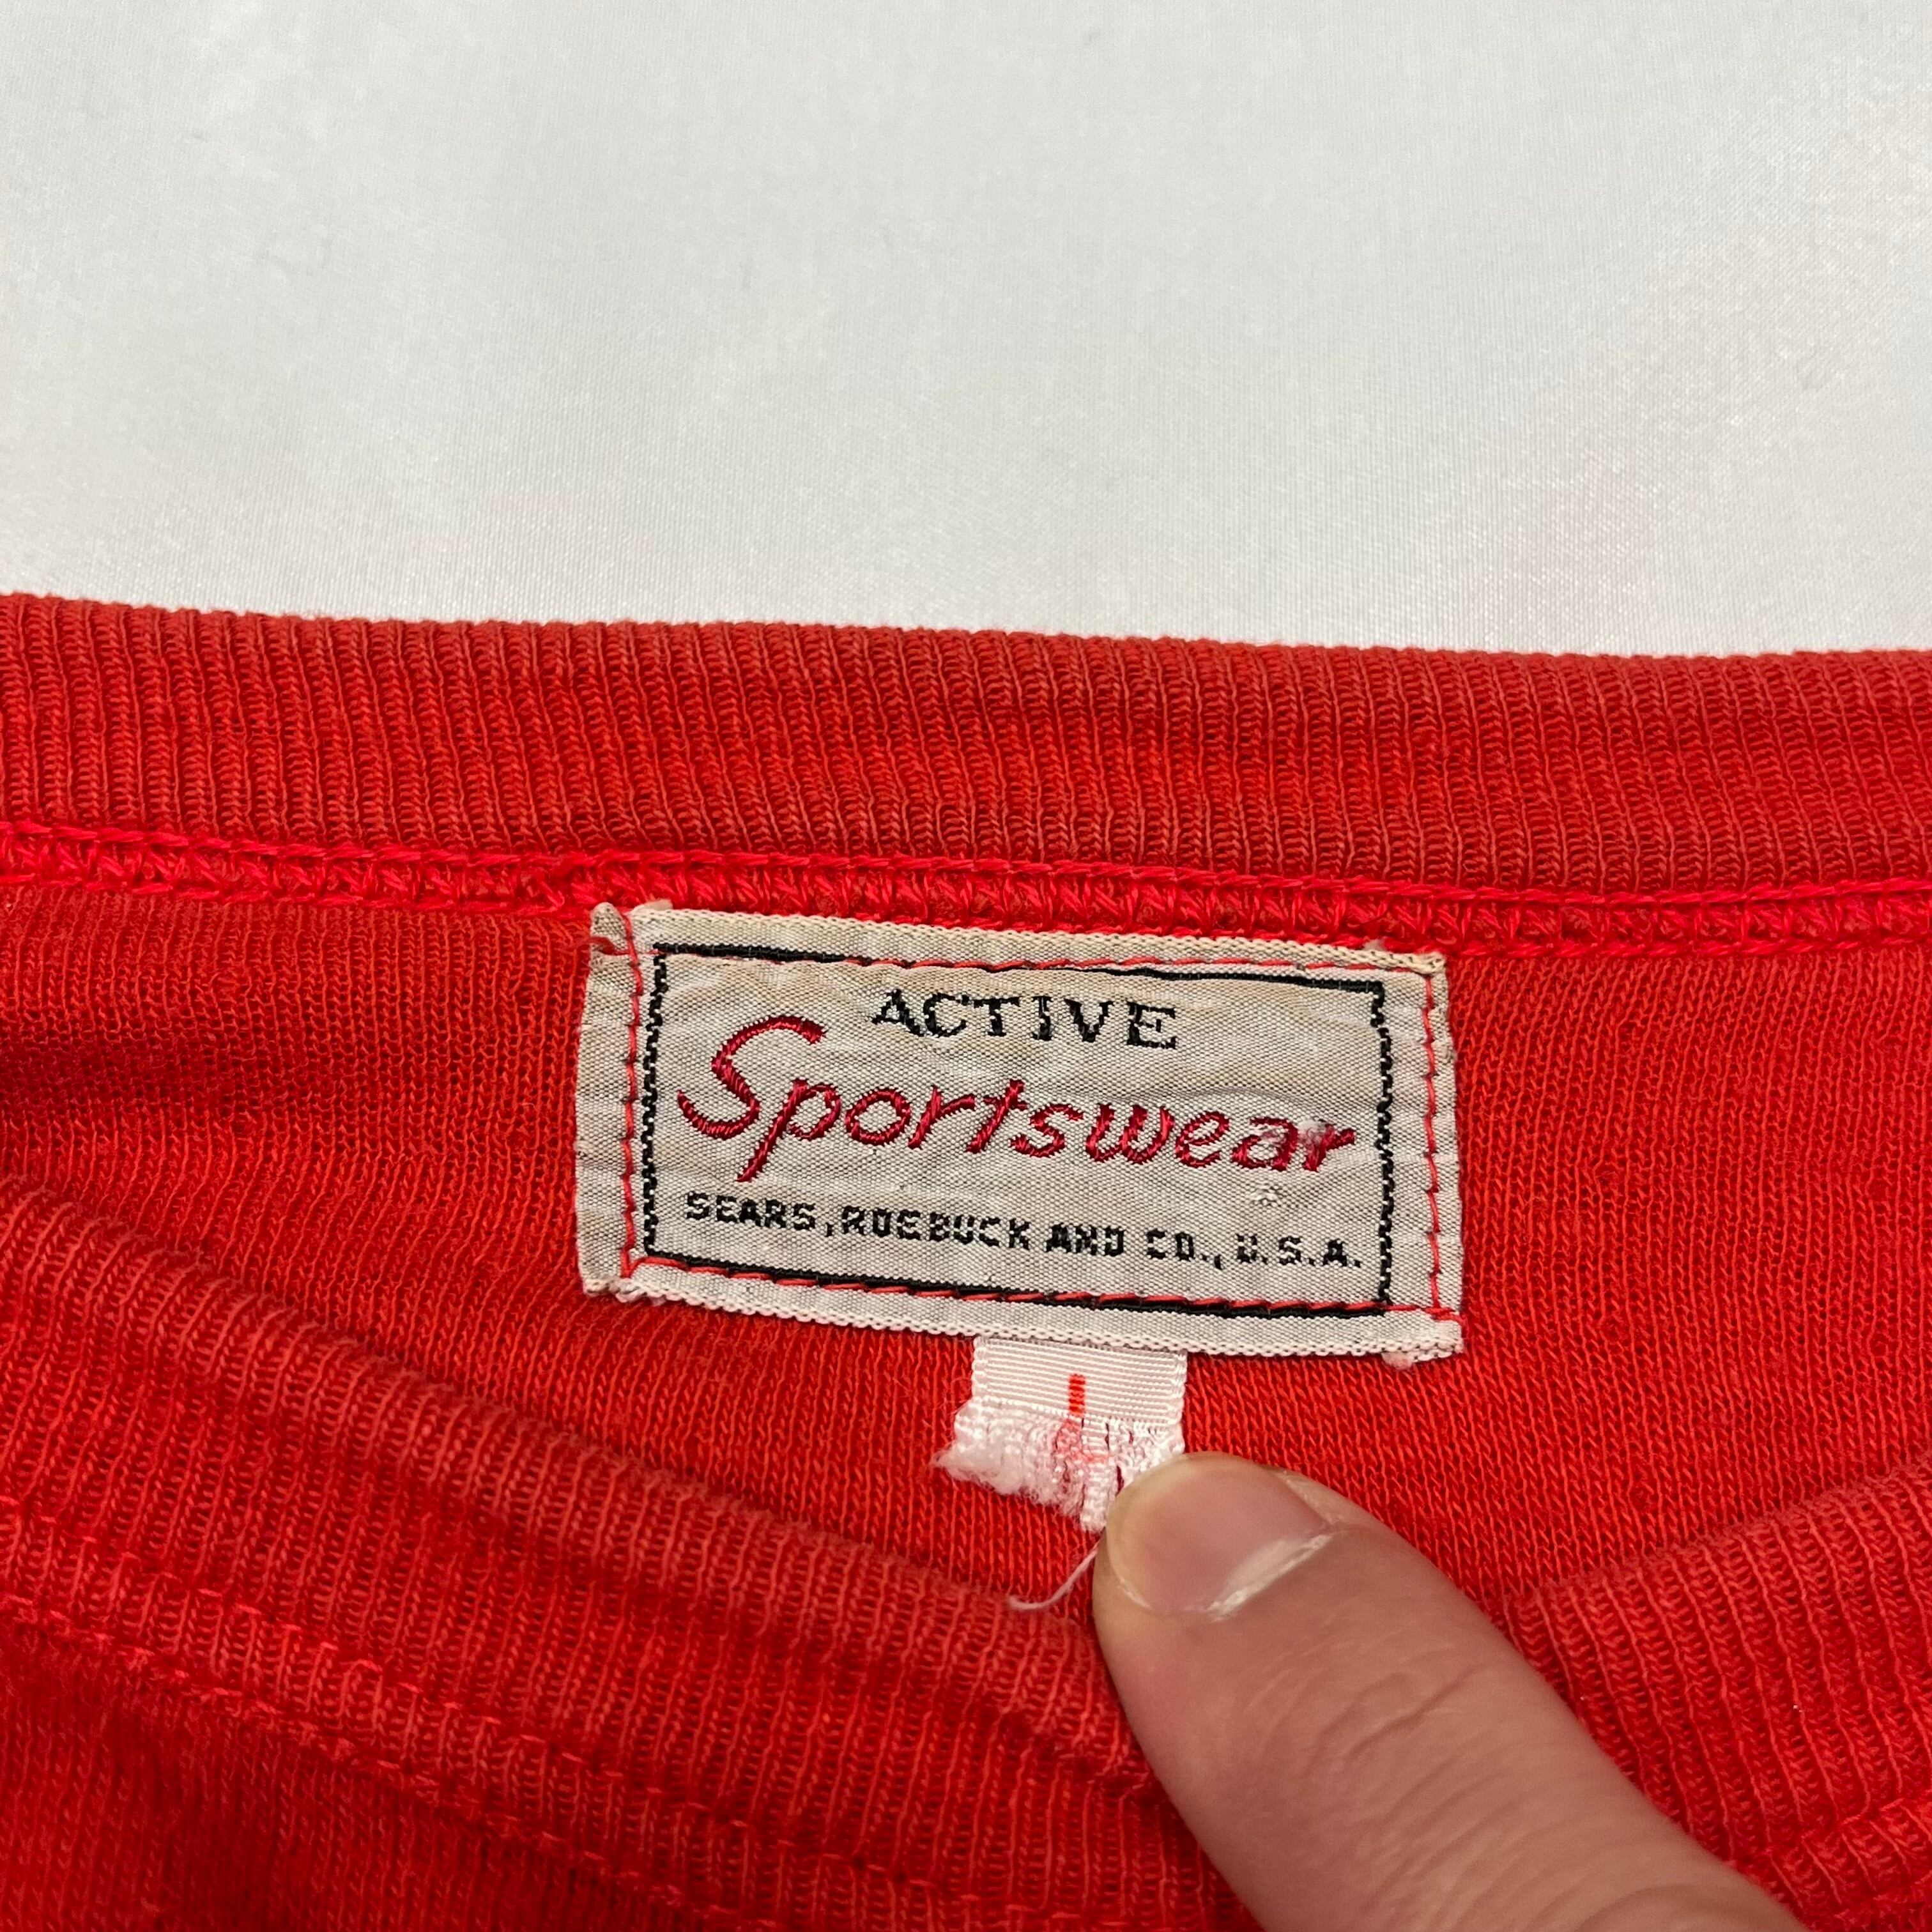 ACTIVE
Sportswear
SEARS, ROEBUCK AND CO., U.S.A.